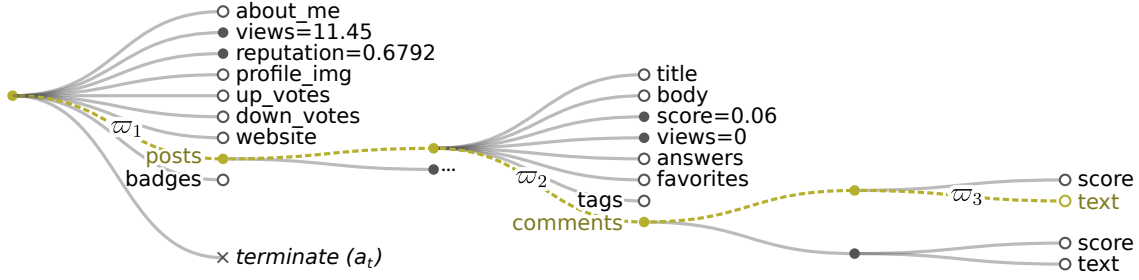 about_me
views=11.45
reputation=0.6792
profile_img
up_votes
down_votes
website
ϖ1
posts
badges
terminate (at)
...
title
body
score=0.06
views=0
answers
favorites
ϖ2
tags
comments
ϖ3
score
text
score
text